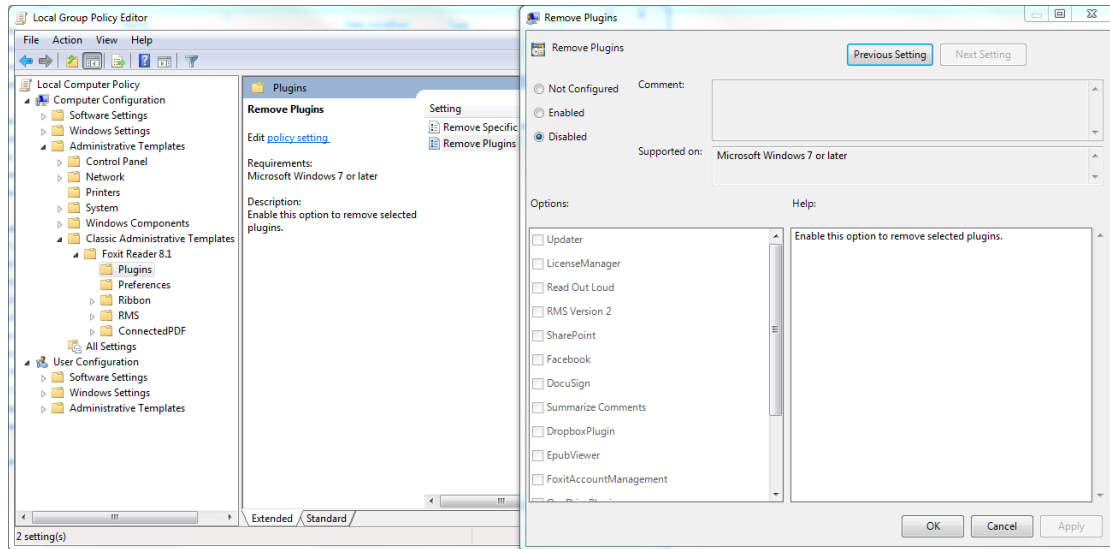 Local Group Policy Editor
File Action View Help
Local Computer Policy
Computer Configuration
Software Settings
Windows Settings
Administrative Templates
Control Panel
Network
Printers
System
Windows Components
Classic Administrative Templates
Foxit Reader 8.1
Plugins
Preferences
Ribbon
RMS
ConnectedPDF
All Settings
User Configuration
Software Settings
Windows Settings
Administrative Templates
Plugins
Remove Plugins
Edit policy setting
Requirements:
Microsoft Windows 7 or later
Description:
Enable this option to remove selected
plugins.
Setting
Remove Specific
Remove Plugins
Extended Standard
2 setting(s)
Remove Plugins
Remove Plugins
Previous Setting
Next Setting
Not Configured
Enabled
Disabled
Comment:
Supported on:
Microsoft Windows 7 or later
Options:
Help:
Updater
LicenseManager
Read Out Loud
RMS Version 2
SharePoint
Facebook
DocuSign
Summarize Comments
DropboxPlugin
EpubViewer
FoxitAccountManagement
Enable this option to remove selected plugins.
OK
Cancel
Apply